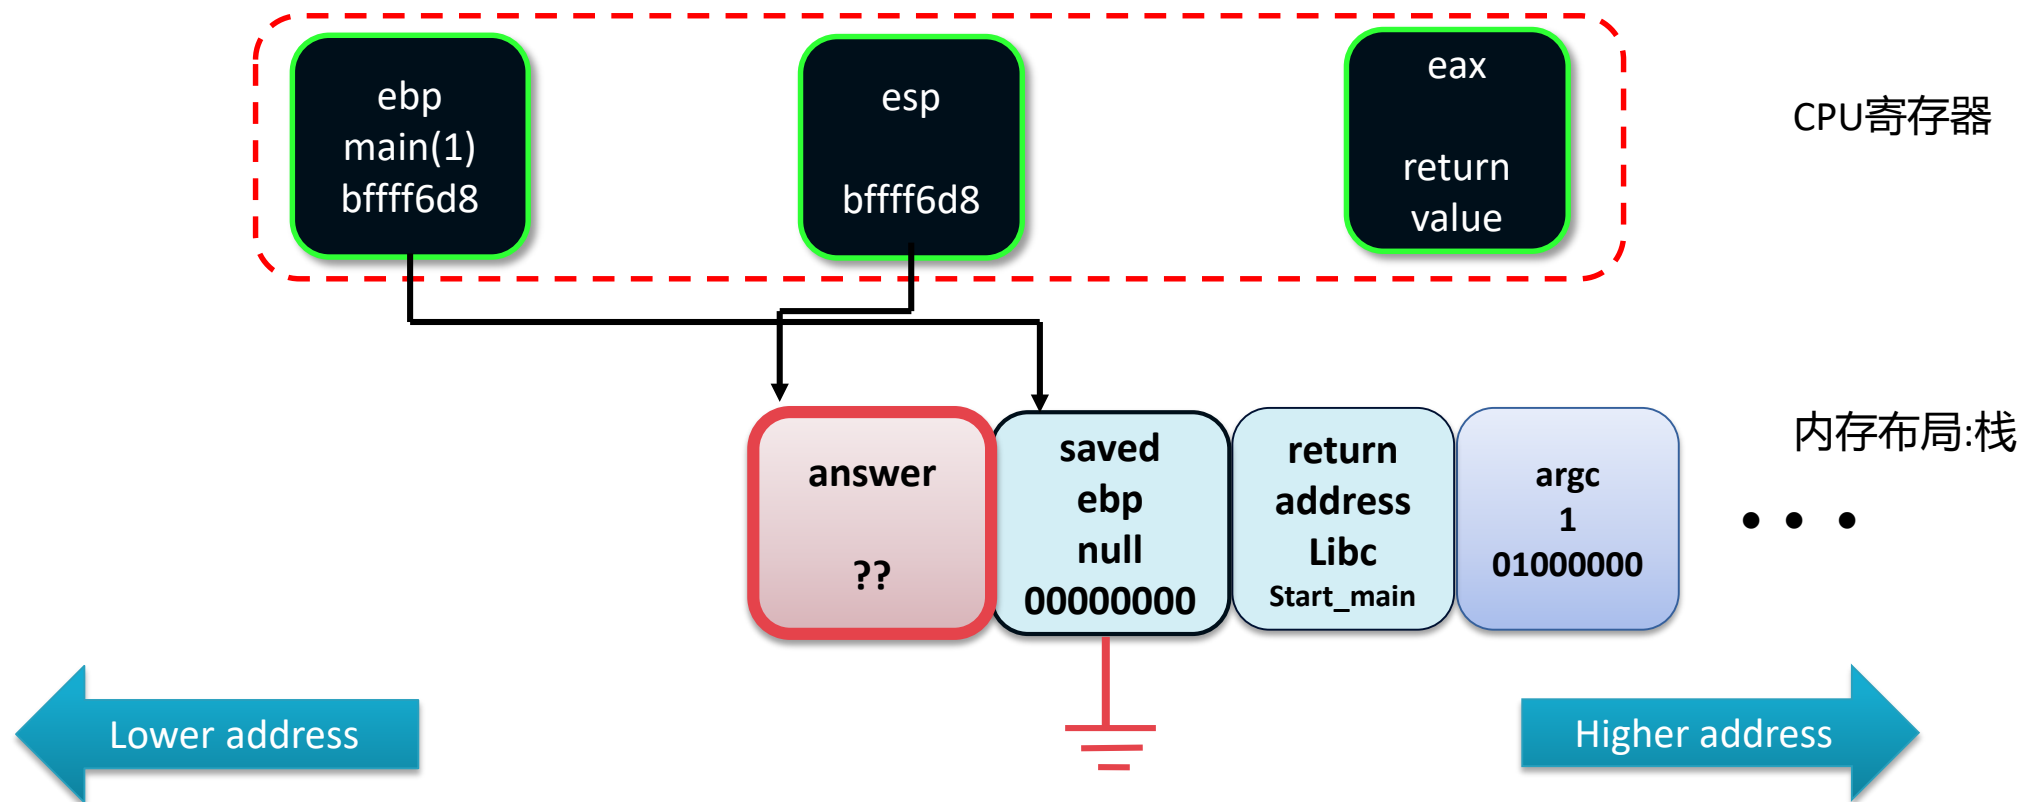 ebp
main(1)
bffff6d8
esp
bffff6d8
eax
return
value
CPU寄存器
answer
??
saved
ebp
null
00000000
return
address
Libc
Start_main
argc
1
01000000
内存布局:栈
Lower address
Higher address